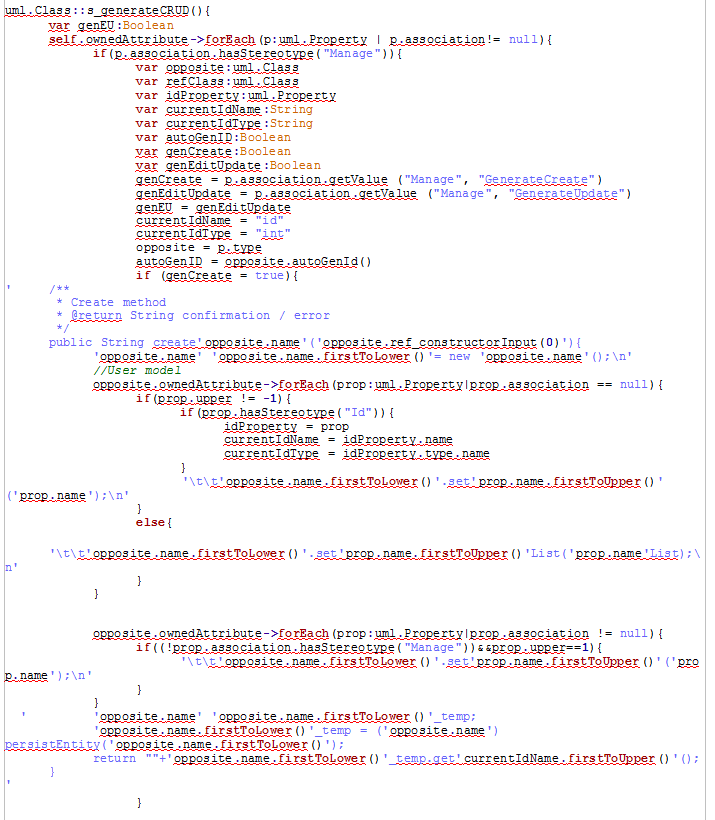 uml.Class::s_generateCRUD(){
var genEU:Boolean
self.ownedAttribute->forEach(p:uml.Property | p.association!= null){
if(p.association.hasStereotype("Manage")){
var opposite:uml.Class
var refClass:uml.Class
var idProperty:uml.Property
var currentIdName:String
var currentIdType:String
var autoGenID:Boolean
var genCreate:Boolean
var genEditUpdate:Boolean
genCreate = p.association.getValue ("Manage", "GenerateCreate")
genEditUpdate = p.association.getValue ("Manage", "GenerateUpdate")
genEU = genEditUpdate
currentIdName = "id"
currentIdType = "int"
opposite = p.type
autoGenID = opposite.autoGenId()
if (genCreate = true){
' /**
* Create method
* @return String confirmation / error
*/
public String create'opposite.name'('opposite.ref_constructorInput(0)'){
'opposite.name' 'opposite.name.firstToLower()'= new 'opposite.name'();\n'
//User model
opposite.ownedAttribute->forEach(prop:uml.Property|prop.association == null){
if(prop.upper != -1){
if(prop.hasStereotype("Id")){
idProperty = prop
currentIdName = idProperty.name
currentIdType = idProperty.type.name
}
'\t\t'opposite.name.firstToLower()'.set'prop.name.firstToUpper()'
('prop.name');\n'
}
else{
'\t\t'opposite.name.firstToLower()'.set'prop.name.firstToUpper()'List('prop.name'List);\
n'
}
}
opposite.ownedAttribute->forEach(prop:uml.Property|prop.association != null){
if((!prop.association.hasStereotype("Manage"))&&prop.upper==1){
'\t\t'opposite.name.firstToLower()'.set'prop.name.firstToUpper()'('pro
p.name');\n'
}
}
' 'opposite.name' 'opposite.name.firstToLower()'_temp;
'opposite.name.firstToLower()'_temp = ('opposite.name')
persistEntity('opposite.name.firstToLower()');
return ""+'opposite.name.firstToLower()'_temp.get'currentIdName.firstToUpper()'();
}
'
}